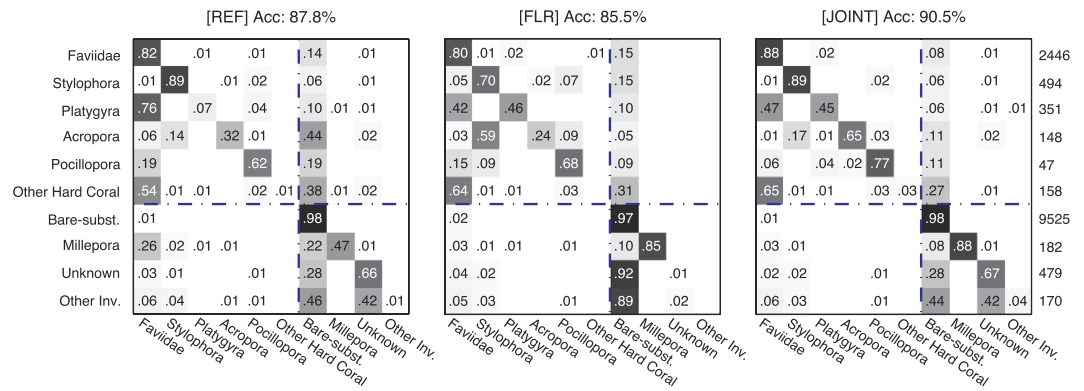 [REF] Acc: 87.8% [FLR] Acc: 85.5% [JOINT] Acc: 90.5%
Faviidae .82 .01 .01 .14 .01 .80 .01 .02 .01 .15 .88 .02 .08 .01 2446
Stylophora .01 .89 .01 .02 .06 .01 .05 .70 .02 .07 .15 .01 .89 .02 .06 .01 494
Platygyra .76 .07 .04 .10 .01 .01 .42 .46 .10 .47 .45 .06 .01 .01 351
Acropora .06 .14 .32 .01 .44 .02 .03 .59 .24 .09 .05 .01 .17 .01 .65 .03 .11 .02 148
Pocillopora .19 .62 .19 .15 .09 .68 .09 .06 .04 .02 .77 .11 47
Other Hard Coral .54 .01 .01 .02 .01 .38 .01 .02 .64 .01 .01 .03 .31 .65 .01 .01 .03 .03 .27 .01 158
Bare-subst. .01 .98 .02 .97 .01 .98 9525
Millepora .26 .02 .01 .01 .22 .47 .01 .03 .01 .01 .01 .10 .85 .03 .01 .08 .88 .01 182
Unknown .03 .01 .01 .28 .66 .04 .02 .92 .01 .02 .02 .01 .28 .67 479
Other Inv. .06 .04 .01 .01 .46 .42 .01 .05 .03 .01 .89 .02 .06 .03 .01 .44 .42 .04 170
Faviidae Stylophora Platygyra Acropora Pocillopora Other Hard Coral Bare-subst. Millepora Unknown Other Inv. Faviidae Stylophora Platygyra Acropora Pocillopora Other Hard Coral Bare-subst. Millepora Unknown Other Inv. Faviidae Stylophora Platygyra Acropora Pocillopora Other Hard Coral Bare-subst. Millepora Unknown Other Inv.